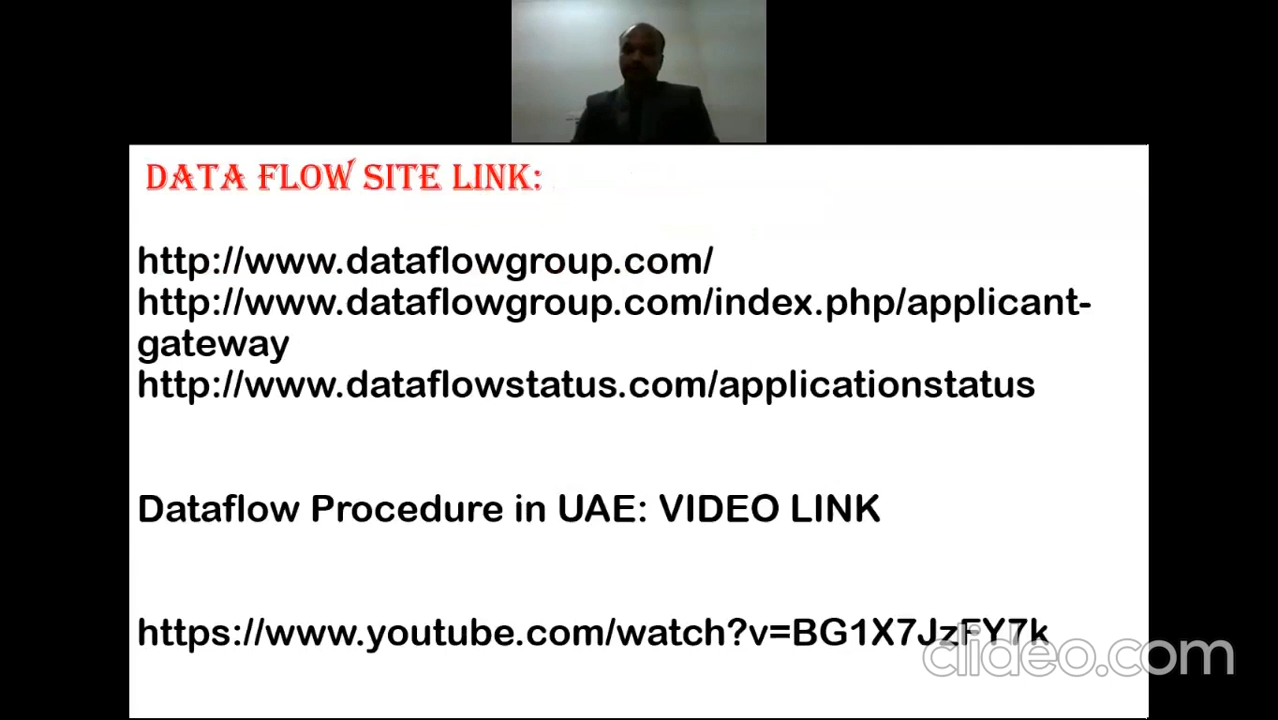 DATA FLOW SITE LINK:
http://www.dataflowgroup.com/
http://www.dataflowgroup.com/index.php/applicant-
gateway
http://www.dataflowstatus.com/applicationstatus
Dataflow Procedure in UAE: VIDEO LINK
https://www.youtube.com/watch?v=BG1X7JzFY7k
clideo.com